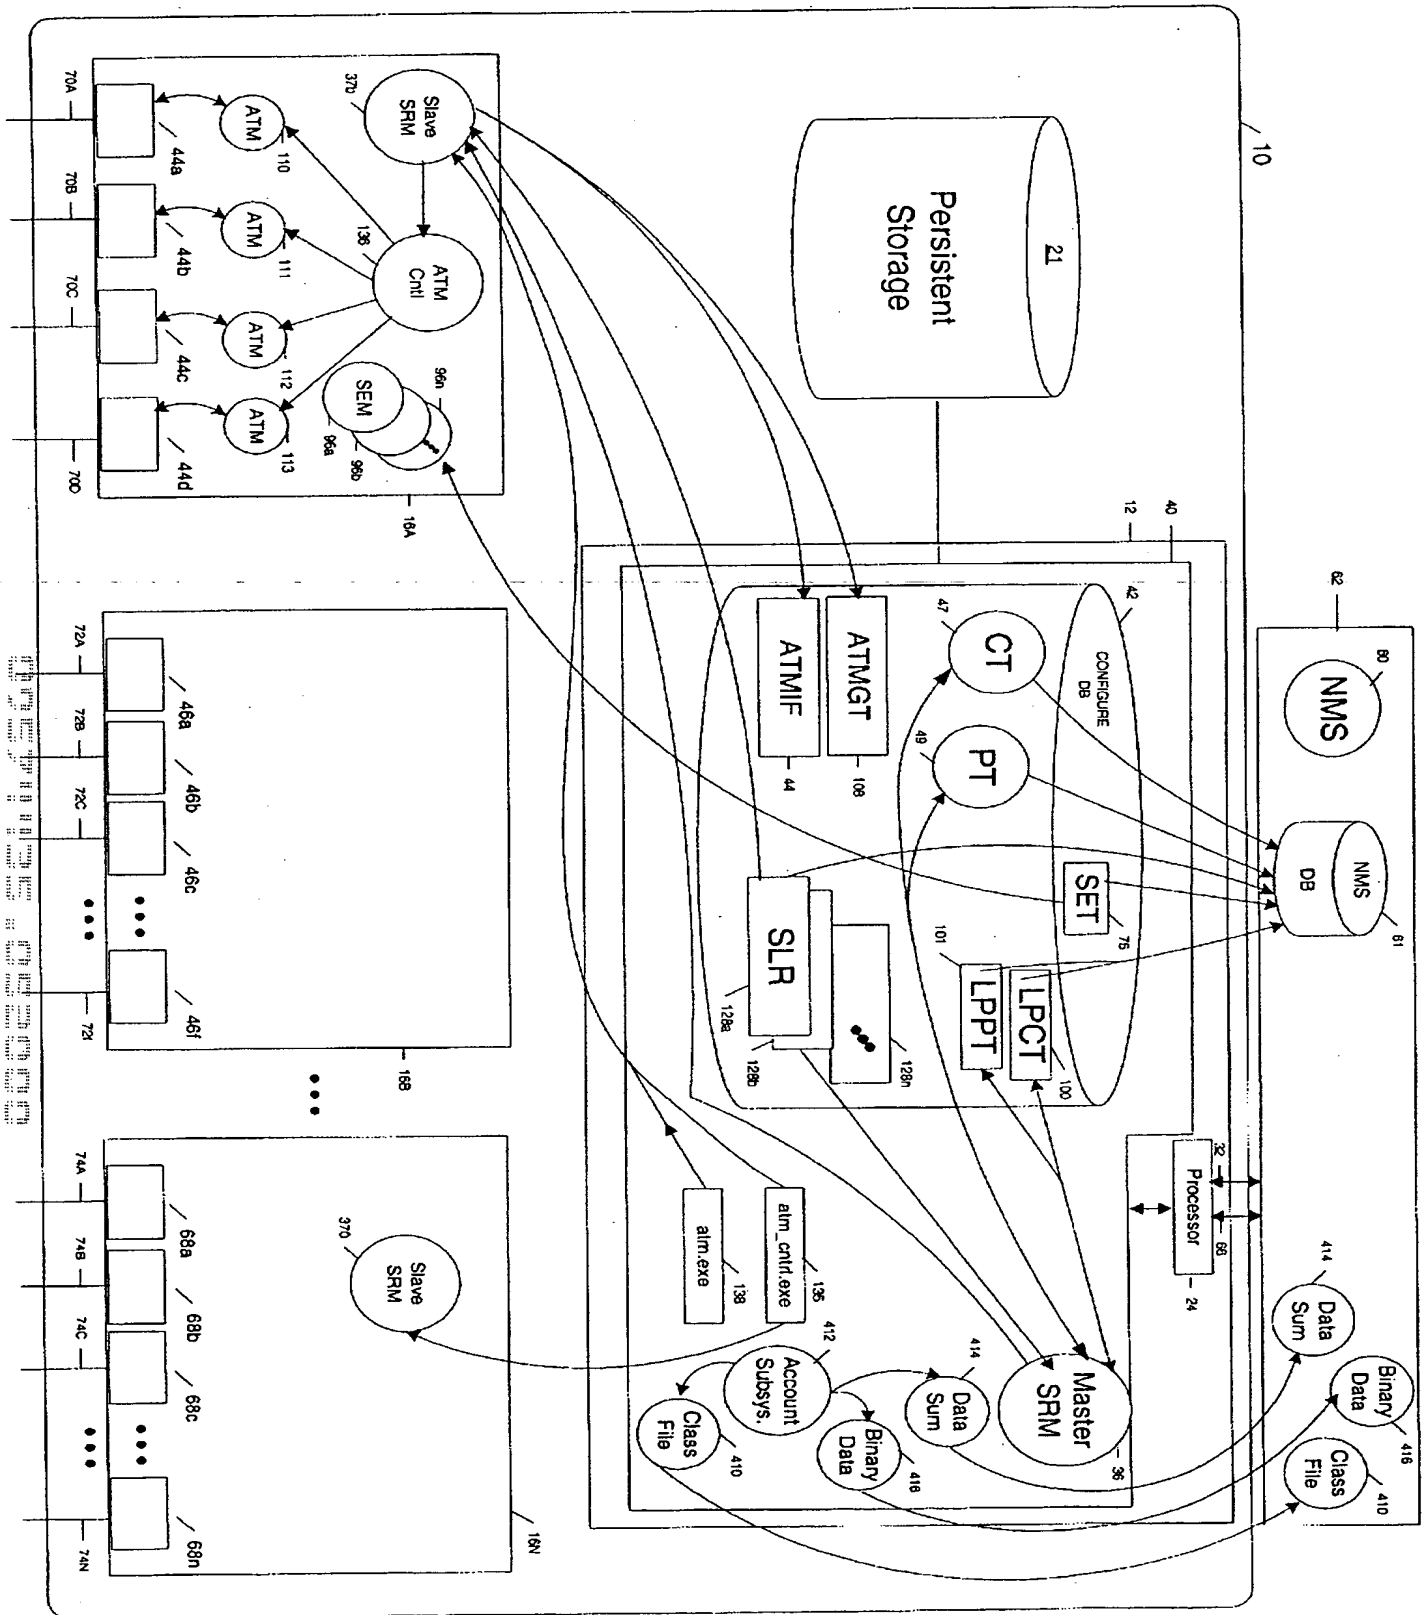 62
60
NMS
NMS
DB
61
414
Data
Sum
Binary
Data
416
Class
File
410
10
12
40
32
66
Processor
24
42
CONFIGURE
DB
47
CT
49
PT
SET
76
101
LPPT
LPCT
100
ATMGT
108
ATMIF
44
SLR
128a
128b
•••
128n
Master
SRM
36
atm_cntrl.exe
135
atm.exe
138
412
Account
Subsys.
414
Data
Sum
Binary
Data
416
Class
File
410
21
Persistent
Storage
16A
37b
Slave
SRM
136
ATM
Cntl
SEM
96a
96b
96n
•••
ATM
110
ATM
111
ATM
112
ATM
113
44a
44b
44c
44d
70A
70B
70C
70D
16B
46a
46b
46c
•••
46f
72A
72B
72C
•••
•••
16N
370
Slave
SRM
68a
68b
68c
•••
68n
74A
74B
74C
•••
74N